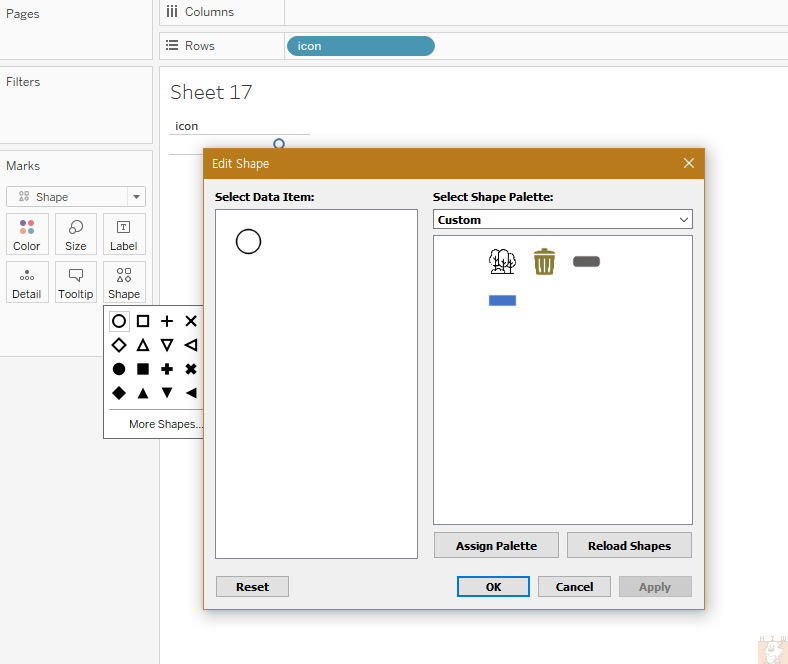 Pages
Columns
Rows
icon
Filters
Sheet 17
icon
Marks
Shape
Color
Size
Label
Detail
Tooltip
Shape
More Shapes...
Edit Shape
Select Data Item:
Select Shape Palette:
Custom
Assign Palette
Reload Shapes
Reset
OK
Cancel
Apply